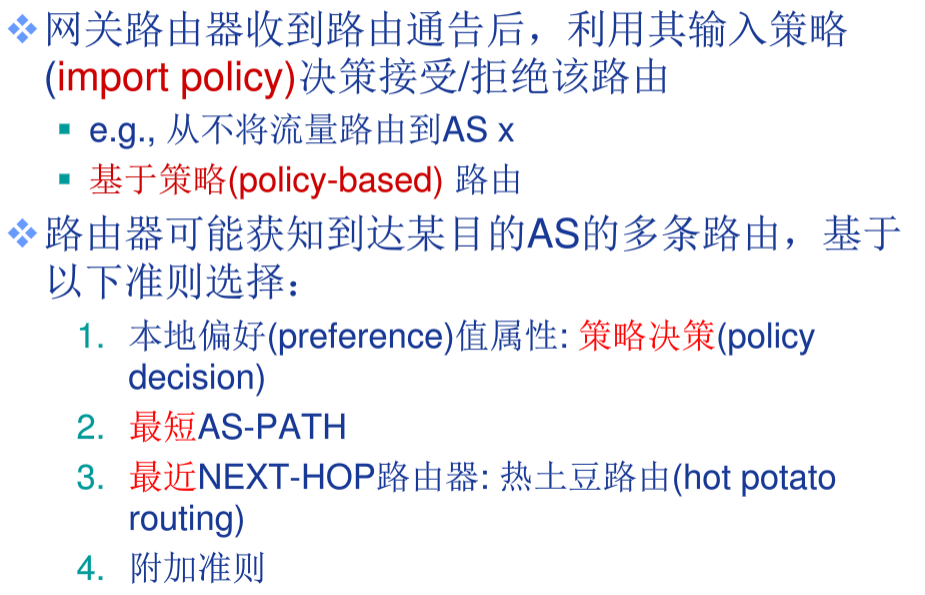 网关路由器收到路由通告后，利用其输入策略
(import policy)决策接受/拒绝该路由
e.g., 从不将流量路由到AS x
基于策略(policy-based) 路由
路由器可能获知到达某目的AS的多条路由，基于
以下准则选择：
1. 本地偏好(preference)值属性: 策略决策(policy
decision)
2. 最短AS-PATH
3. 最近NEXT-HOP路由器: 热土豆路由(hot potato
routing)
4. 附加准则